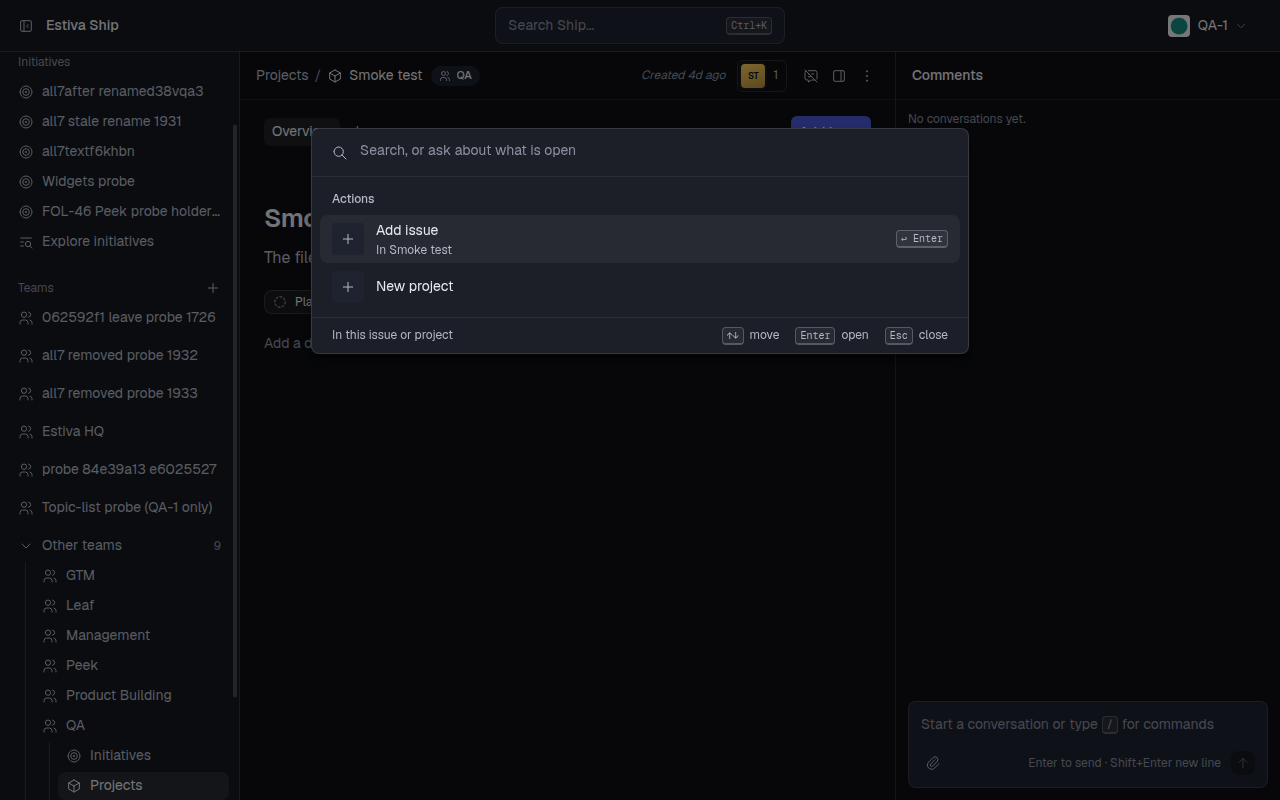 Estiva Ship
Search Ship...
Ctrl+K
QA-1
Initiatives
all7after renamed38vqa3
all7 stale rename 1931
all7textf6khbn
Widgets probe
FOL-46 Peek probe holder...
Explore initiatives
Teams
062592f1 leave probe 1726
all7 removed probe 1932
all7 removed probe 1933
Estiva HQ
probe 84e39a13 e6025527
Topic-list probe (QA-1 only)
Other teams 9
GTM
Leaf
Management
Peek
Product Building
QA
Initiatives
Projects
Projects / Smoke test QA
Created 4d ago
ST 1
Search, or ask about what is open
Actions
Add issue
In Smoke test
↩ Enter
New project
In this issue or project
↑↓ move Enter open Esc close
Comments
No conversations yet.
Start a conversation or type / for commands
Enter to send · Shift+Enter new line